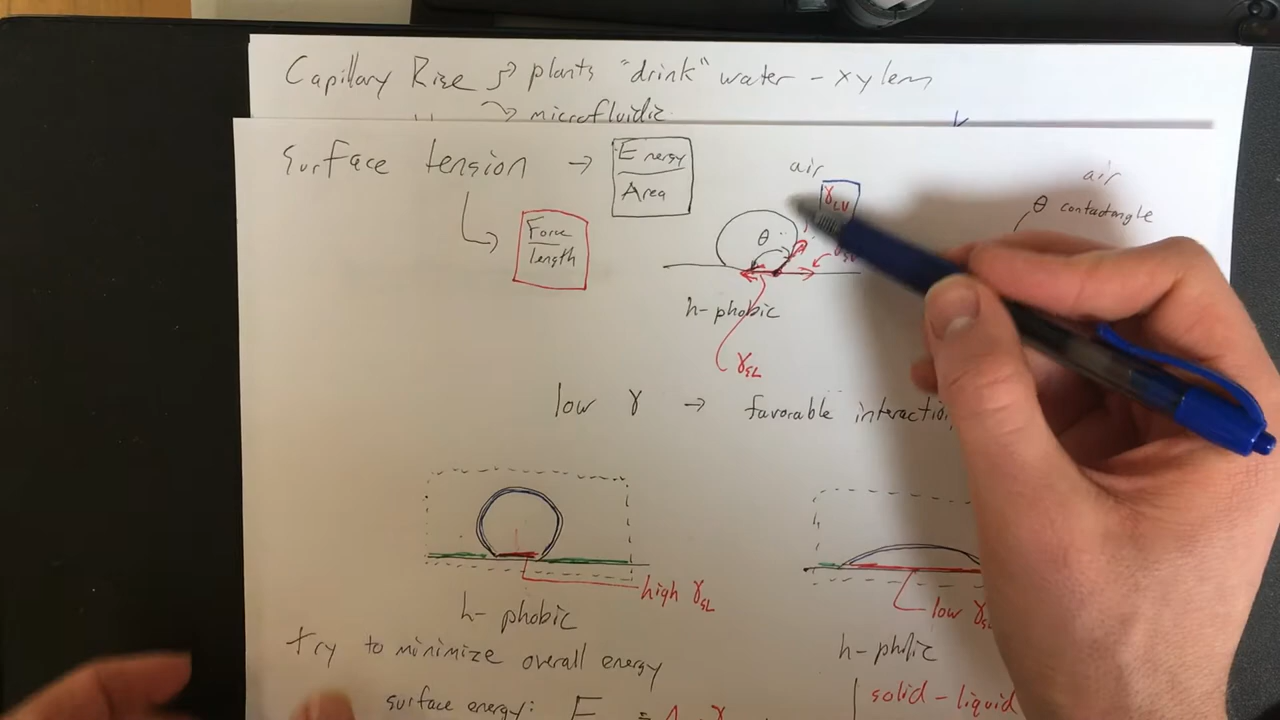 Capillary Rise → plants "drink" water - xylem
→ microfluidic
Surface tension → Energy
Area
Force
length
air
γLV
θ
h-phobic
γSL
air
θ contact angle
low γ → favorable interaction
high γSL
h-phobic
low γSL
h-philic
try to minimize overall energy
surface energy: E =
solid-liquid